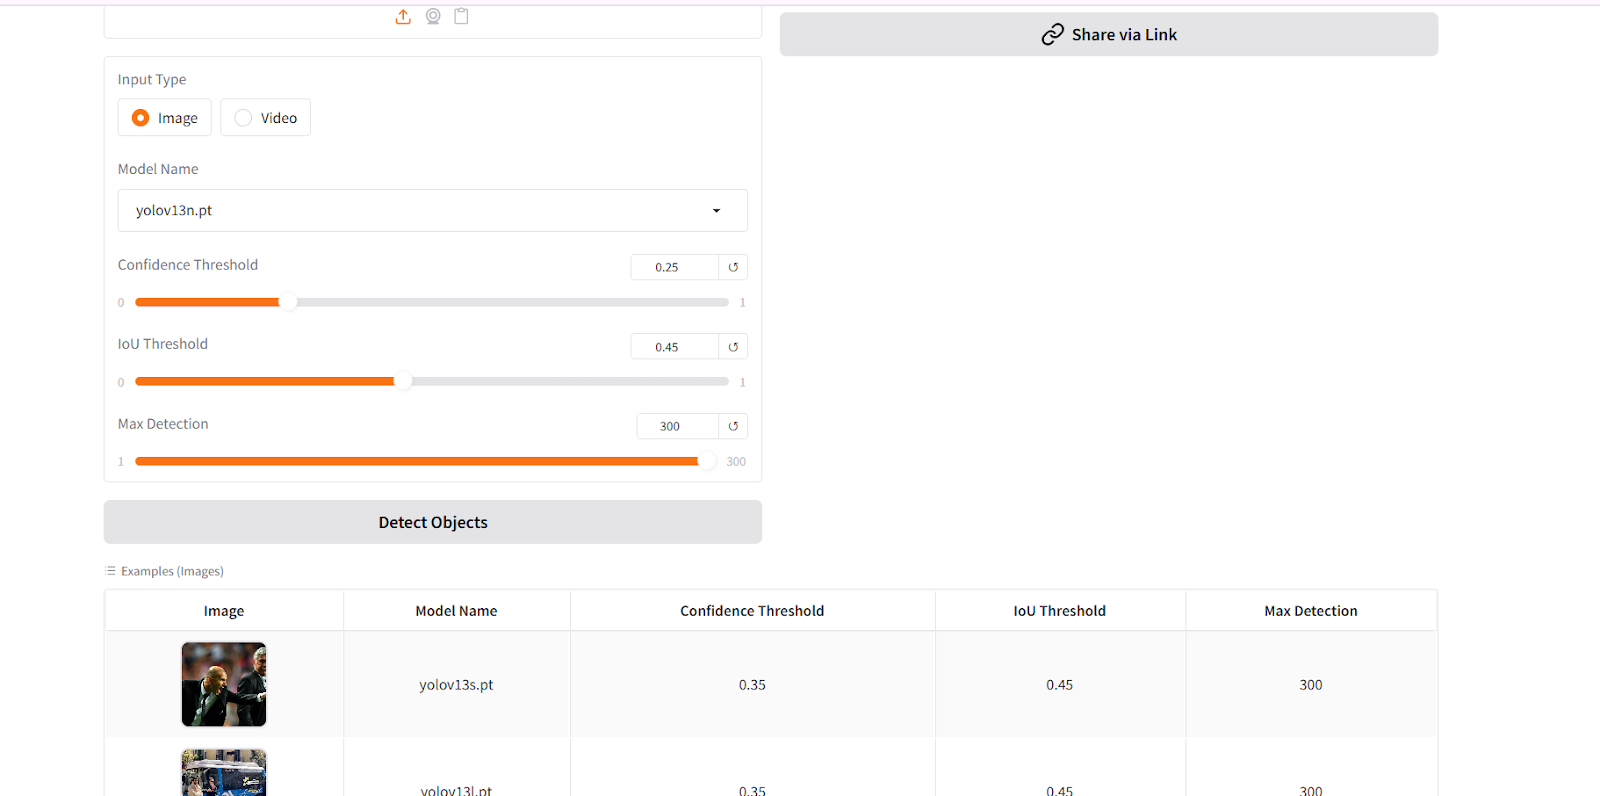 Share via Link
Input Type
Image Video
Model Name
yolov13n.pt
Confidence Threshold 0.25
0 1
IoU Threshold 0.45
0 1
Max Detection 300
1 300
Detect Objects
Examples (Images)
Image Model Name Confidence Threshold IoU Threshold Max Detection
yolov13s.pt 0.35 0.45 300
yolov13l.pt 0.35 0.45 300